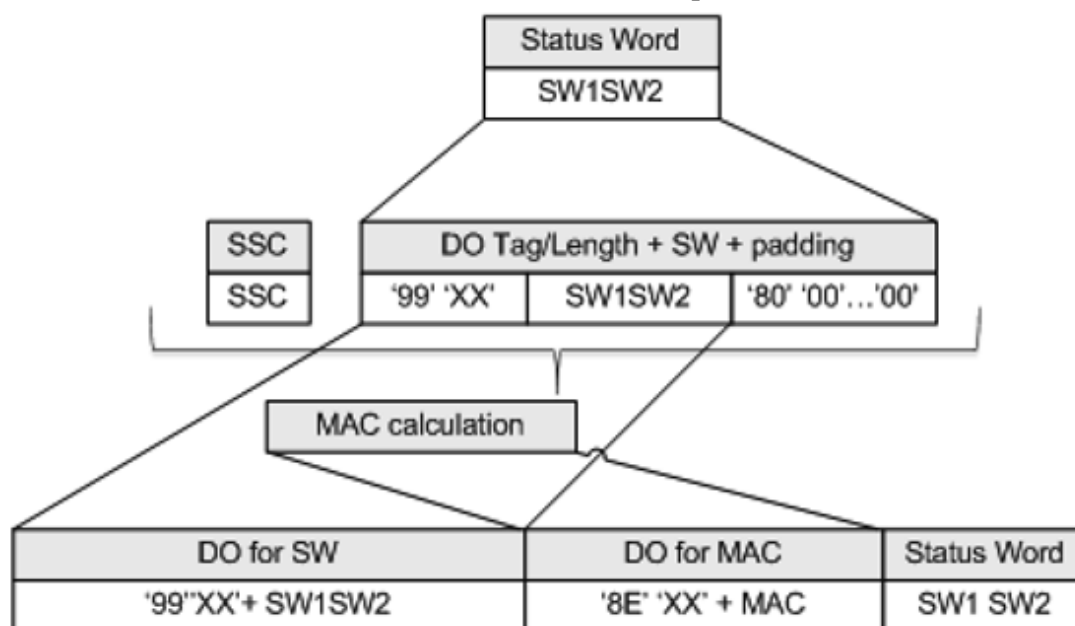 Status Word
SW1SW2
SSC DO Tag/Length + SW + padding
SSC ‘99’ ‘XX’ SW1SW2 ‘80’ ‘00’…’00’
MAC calculation
DO for SW DO for MAC Status Word
‘99’'XX’+ SW1SW2 ‘8E’ ‘XX’ + MAC SW1 SW2